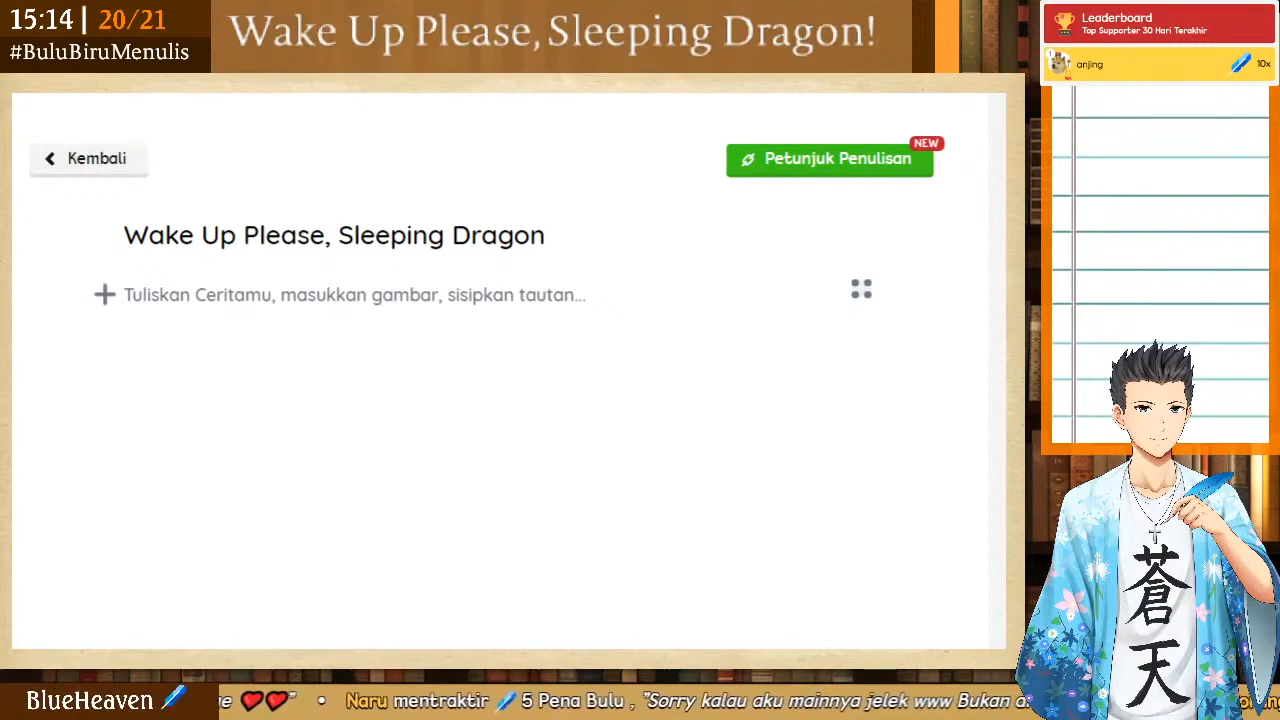 15:14 | 20/21
#BuluBiruMenulis
Wake Up Please, Sleeping Dragon!
Leaderboard
Top Supporter 30 Hari Terakhir
1
anjing
10x
Kembali
NEW
Petunjuk Penulisan
Wake Up Please, Sleeping Dragon
Tuliskan Ceritamu, masukkan gambar, sisipkan tautan...
蒼天
BlueHeaven
” • Naru mentraktir 5 Pena Bulu , "Sorry kalau aku mainnya jelek www Bukan